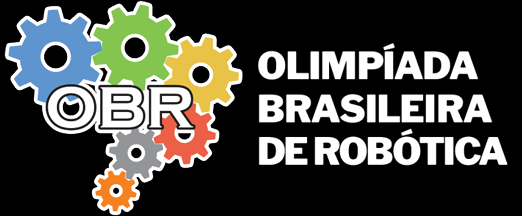 OBR
OLIMPÍADA
BRASILEIRA
DE ROBÓTICA